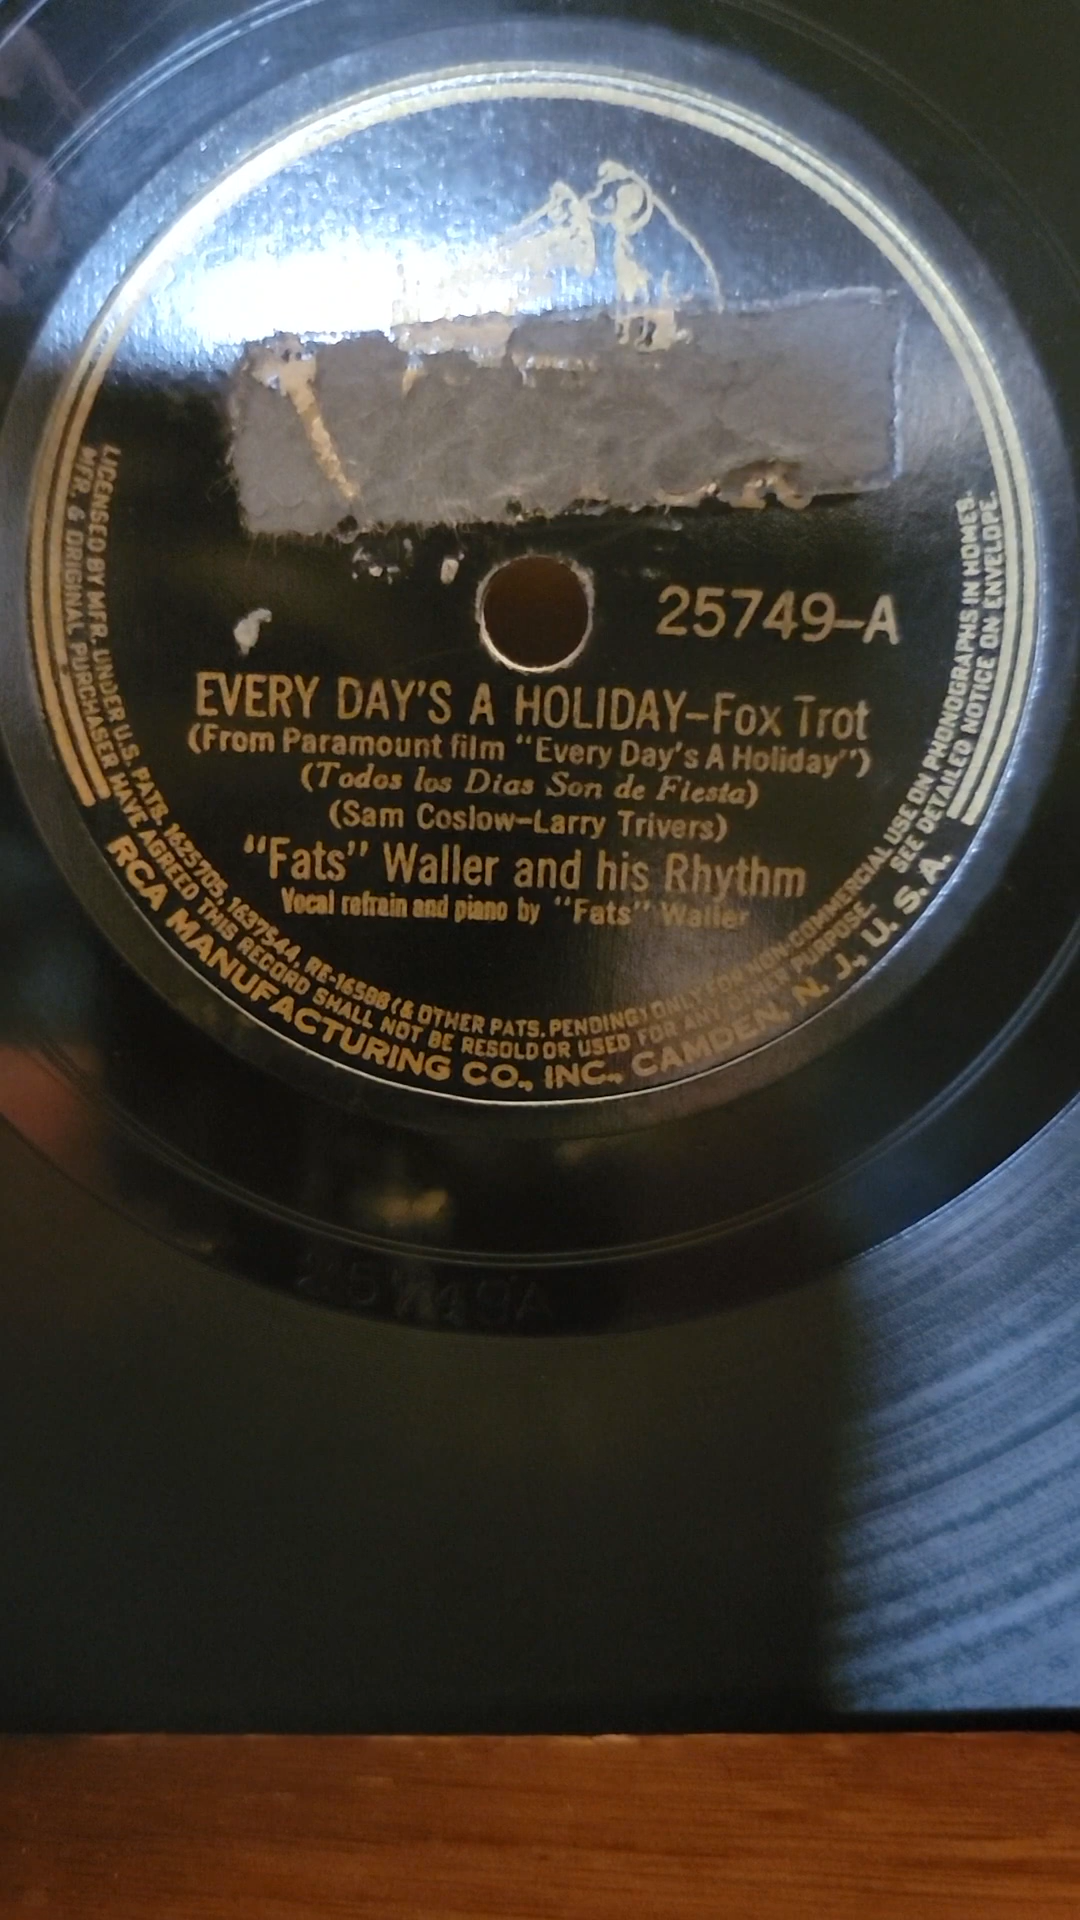 25749–A
EVERY DAY'S A HOLIDAY–Fox Trot
(From Paramount film "Every Day's A Holiday")
(Todos los Dias Son de Fiesta)
(Sam Coslow–Larry Trivers)
"Fats" Waller and his Rhythm
Vocal refrain and piano by "Fats" Waller
LICENSED BY MFR. UNDER U.S. PATS. 1625705, 1637544, RE-16588 (& OTHER PATS. PENDING) ONLY FOR NON-COMMERCIAL USE ON PHONOGRAPHS IN HOMES.
MFR. & ORIGINAL PURCHASER HAVE AGREED THIS RECORD SHALL NOT BE RESOLD OR USED FOR ANY OTHER PURPOSE. SEE DETAILED NOTICE ON ENVELOPE.
RCA MANUFACTURING CO., INC., CAMDEN, N. J., U. S. A.